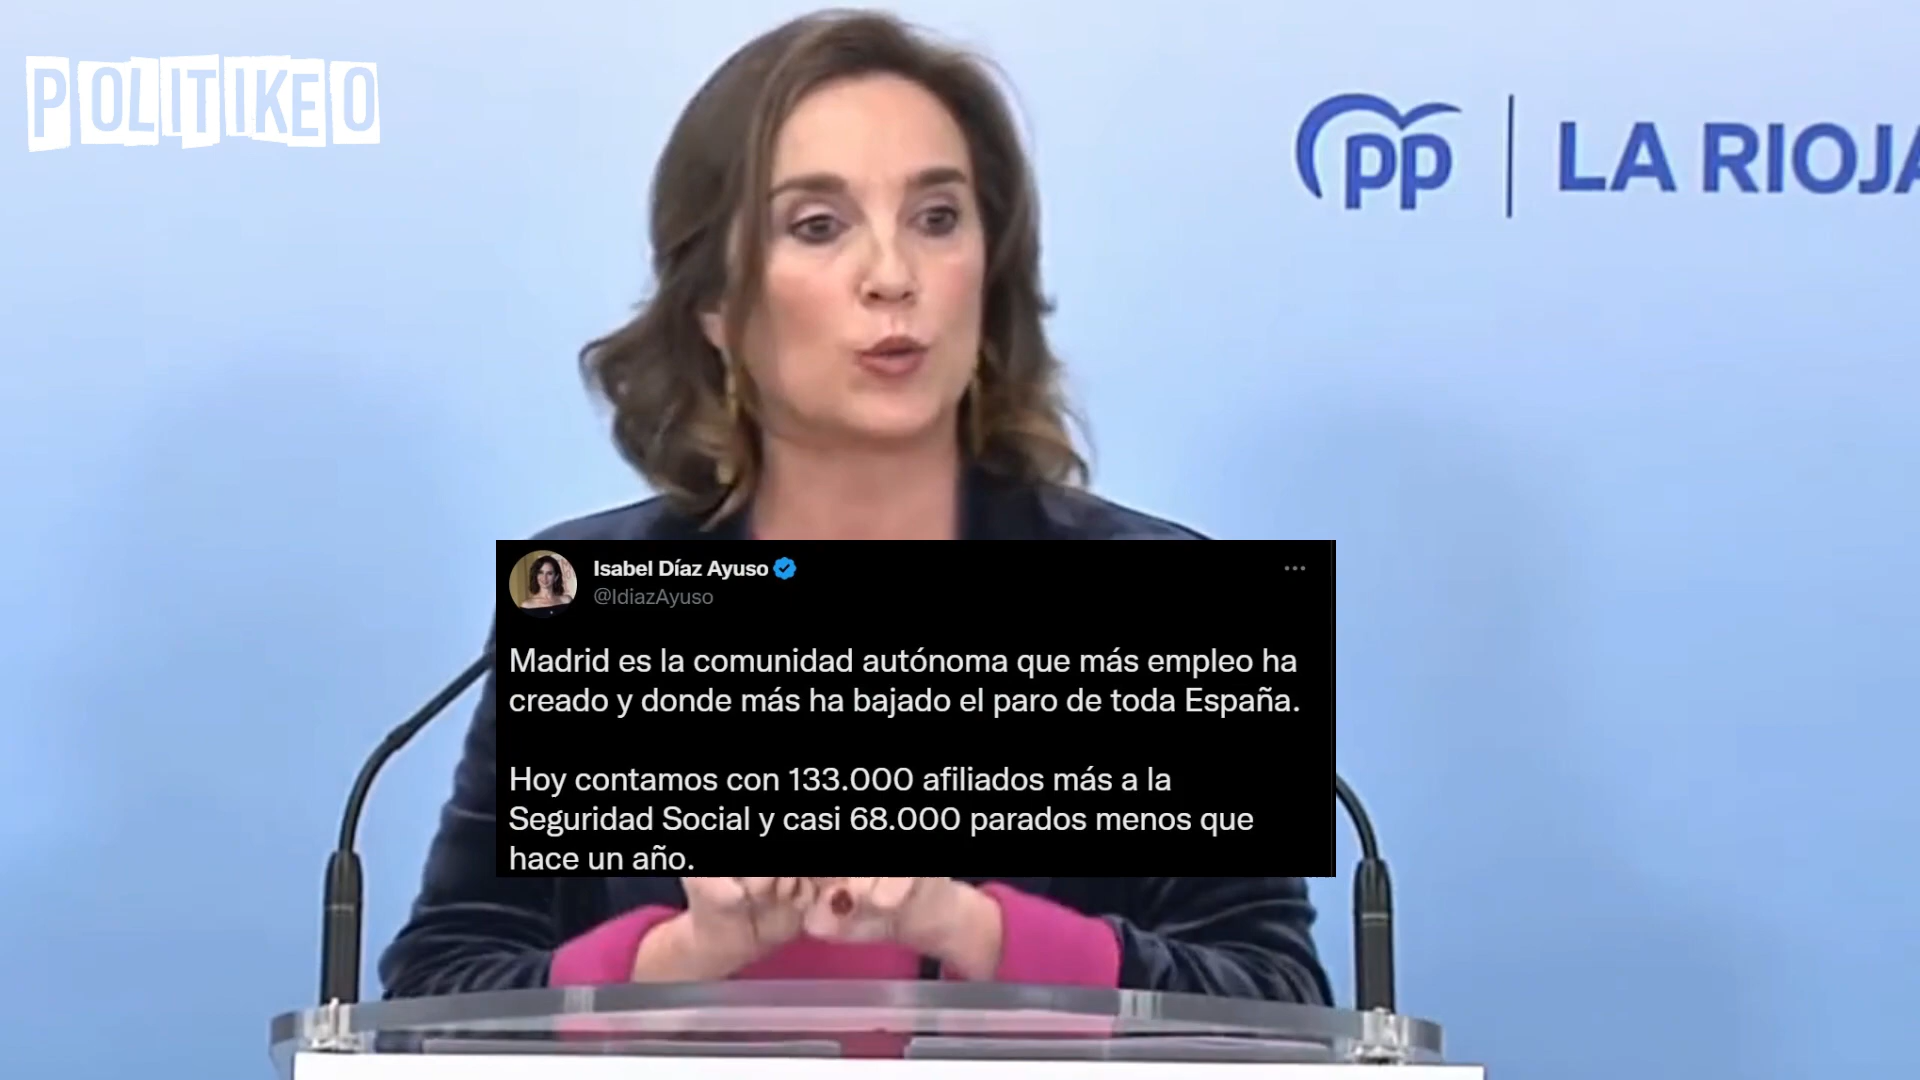 POLITIKEO
pp | LA RIOJA
Isabel Díaz Ayuso
@IdiazAyuso
Madrid es la comunidad autónoma que más empleo ha
creado y donde más ha bajado el paro de toda España.
Hoy contamos con 133.000 afiliados más a la
Seguridad Social y casi 68.000 parados menos que
hace un año.